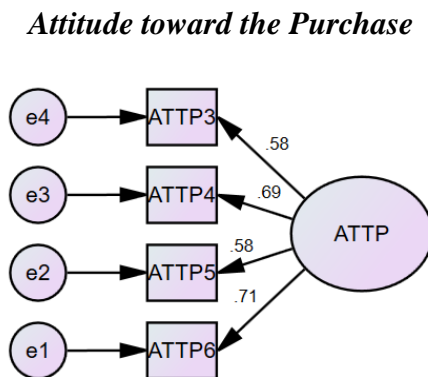 Attitude toward the Purchase
e4 ATTP3
.58
e3 ATTP4
.69
ATTP
e2 ATTP5
.58
.71
e1 ATTP6